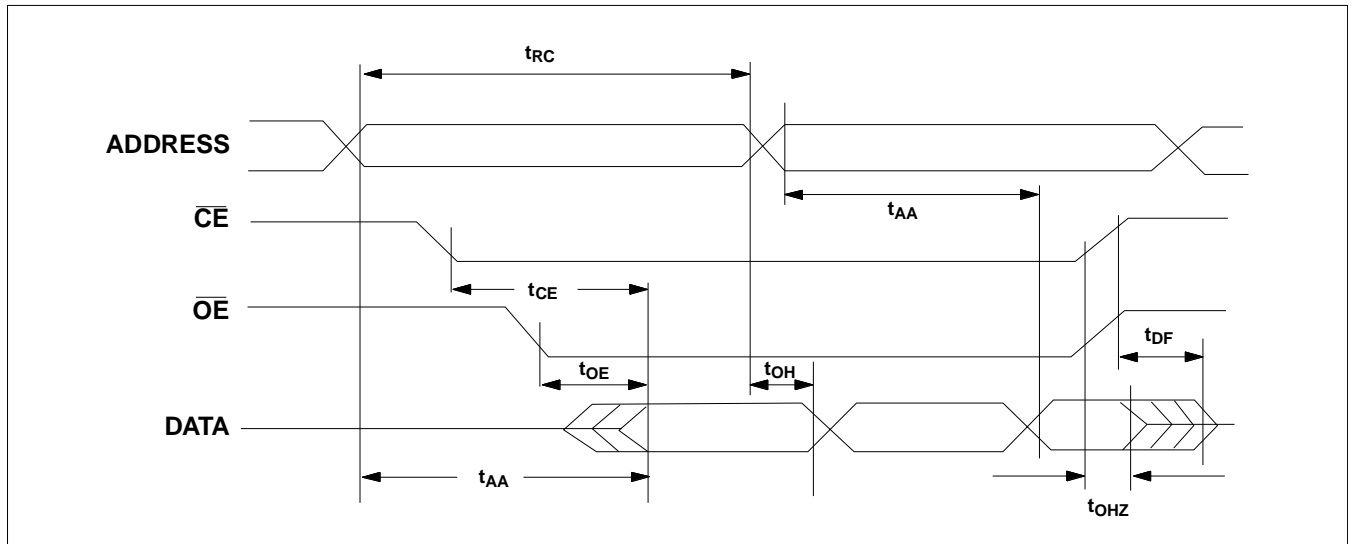 tRC
ADDRESS
tAA
CE
tCE
OE
tDF
tOE
tOH
DATA
tAA
tOHZ